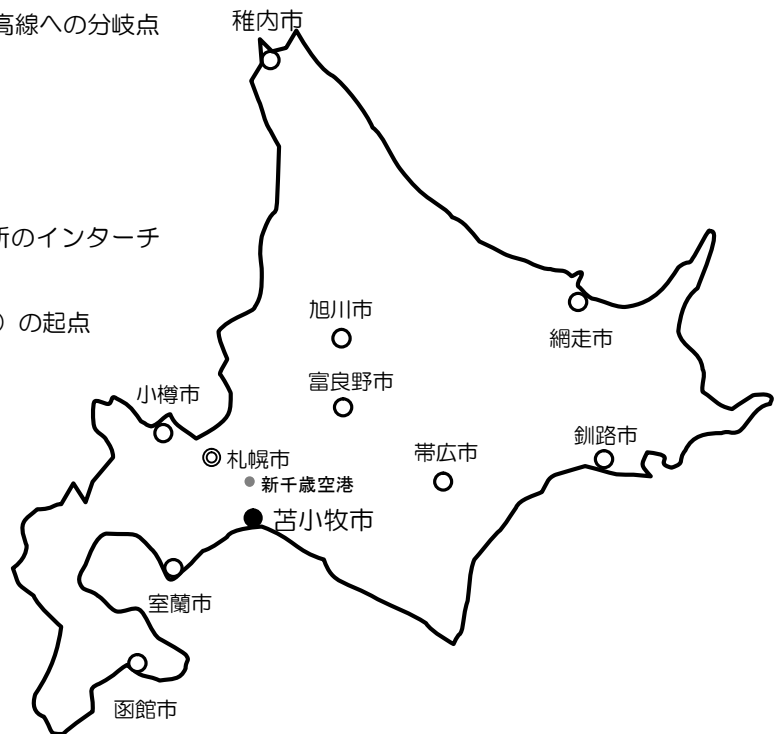 高線への分岐点
稚内市
所のインターチ
の起点
旭川市
網走市
富良野市
小樽市
釧路市
帯広市
札幌市
新千歳空港
苫小牧市
室蘭市
函館市